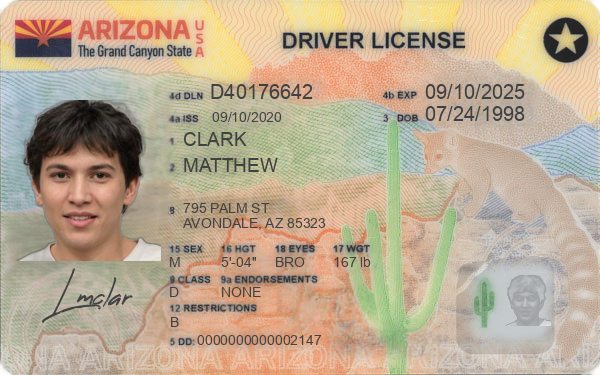 ARIZONA USA
The Grand Canyon State
DRIVER LICENSE
4d DLN D40176642
4b EXP 09/10/2025
4a ISS 09/10/2020
3 DOB 07/24/1998
1 CLARK
2 MATTHEW
8 795 PALM ST
AVONDALE, AZ 85323
15 SEX 16 HGT 18 EYES 17 WGT
M 5'-04" BRO 167 lb
9 CLASS 9a ENDORSEMENTS
D NONE
12 RESTRICTIONS
B
5 DD: 0000000000002147
Lmclar
ARIZONA ARIZONA ARIZONA ARIZONA